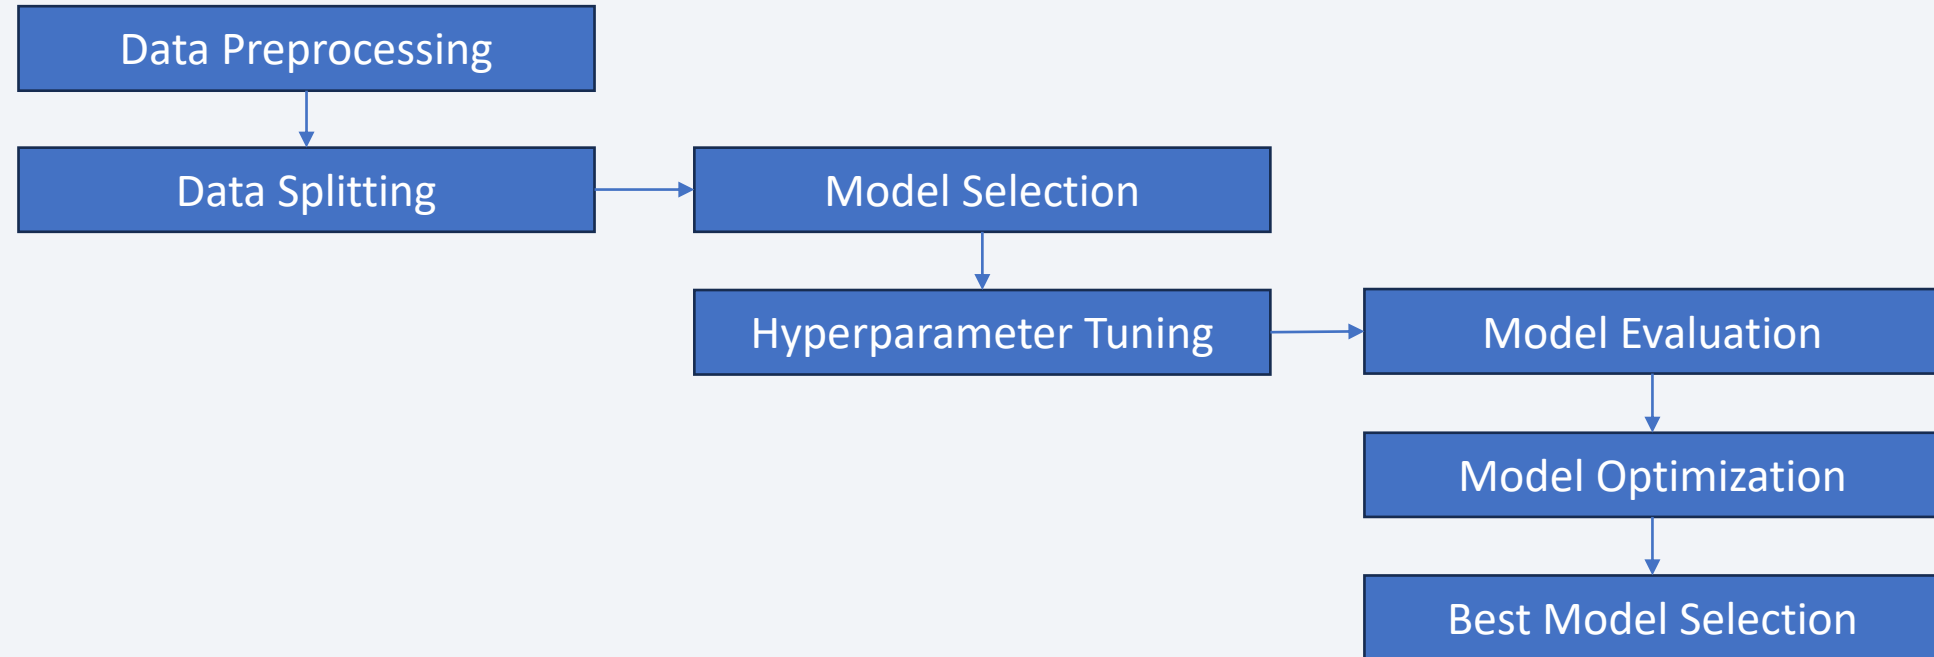 Data Preprocessing
Data Splitting
Model Selection
Hyperparameter Tuning
Model Evaluation
Model Optimization
Best Model Selection